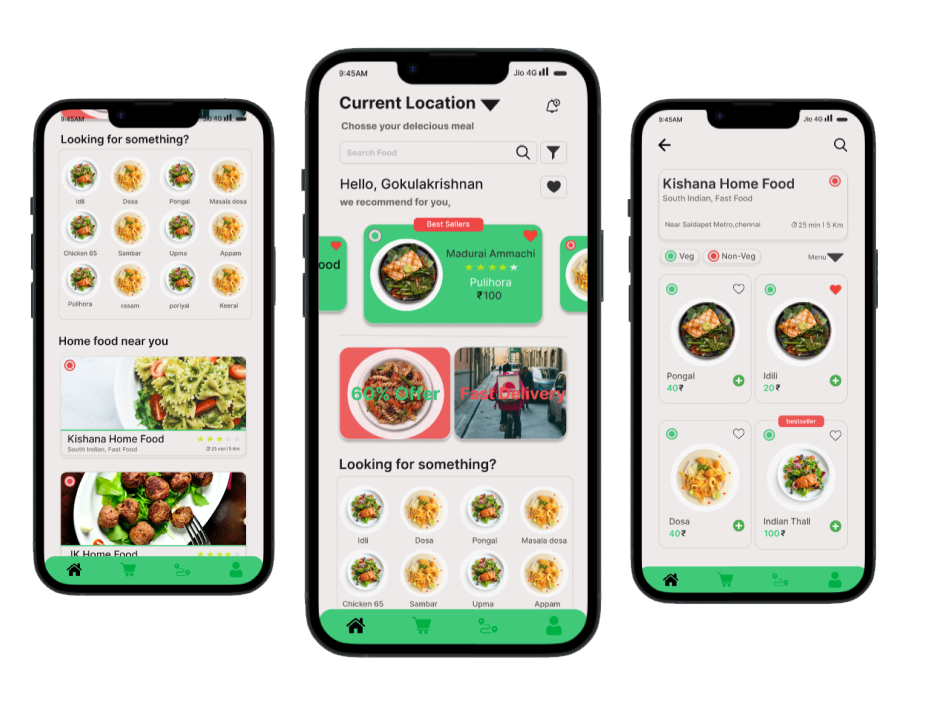 9:45AM
Jio 4G
Looking for something?
Idli Dosa Pongal Masala dosa
Chicken 65 Sambar Upma Appam
Pulihora rasam poriyal Keerai
Home food near you
Kishana Home Food
South Indian, Fast Food
25 min I 5 Km
JK Home Food
9:45AM
Jio 4G
Current Location
Chosse your delecious meal
Search Food
Hello, Gokulakrishnan
we recommend for you,
Best Sellers
ood
Madurai Ammachi
Pulihora
₹100
60% Offer
Fast Delivery
Looking for something?
Idli Dosa Pongal Masala dosa
Chicken 65 Sambar Upma Appam
9:45AM
Jio 4G
Kishana Home Food
South Indian, Fast Food
Near Saidapet Metro,chennai
25 min I 5 Km
Veg
Non-Veg
Menu
Pongal
40₹
Idili
20₹
bestseller
Dosa
40₹
Indian Thali
100₹